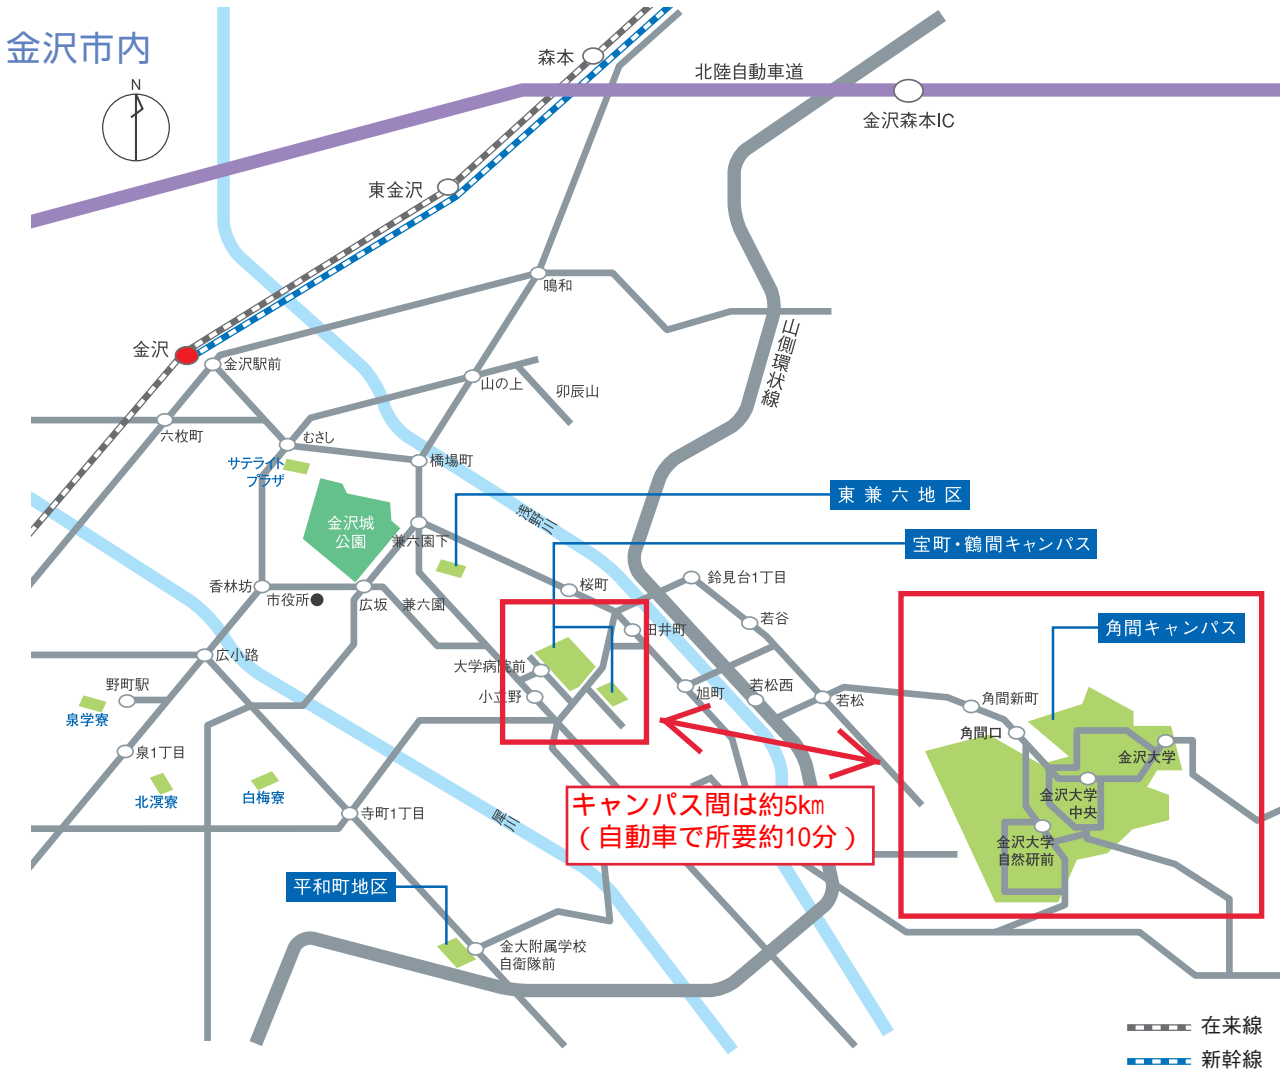 金沢市内
N
森本
北陸自動車道
金沢森本IC
東金沢
鳴和
金沢
金沢駅前
山側環状線
山の上
卯辰山
六枚町
むさし
橋場町
サテライト
プラザ
東兼六地区
金沢城
公園
浅野川
兼六園下
宝町・鶴間キャンパス
香林坊
市役所
広坂
兼六園
桜町
鈴見台1丁目
若谷
田井町
角間キャンパス
広小路
大学病院前
野町駅
小立野
旭町
若松西
若松
角間新町
泉学寮
角間口
泉1丁目
金沢大学
北溟寮
白梅寮
金沢大学
中央
キャンパス間は約5km
（自動車で所要約10分）
寺町1丁目
犀川
金沢大学
自然研前
平和町地区
金大附属学校
自衛隊前
在来線
新幹線